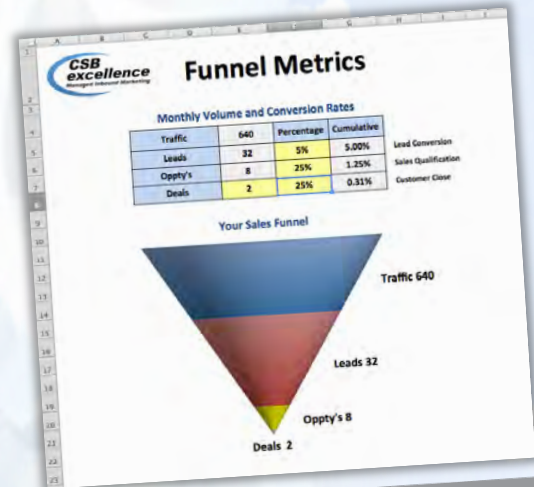 CSB
excellence
Managed Inbound Marketing
Funnel Metrics
Monthly Volume and Conversion Rates
Traffic 640 Percentage Cumulative
Leads 32 5% 5.00% Lead Conversion
Oppty's 8 25% 1.25% Sales Qualification
Deals 2 25% 0.31% Customer Close
Your Sales Funnel
Traffic 640
Leads 32
Oppty's 8
Deals 2